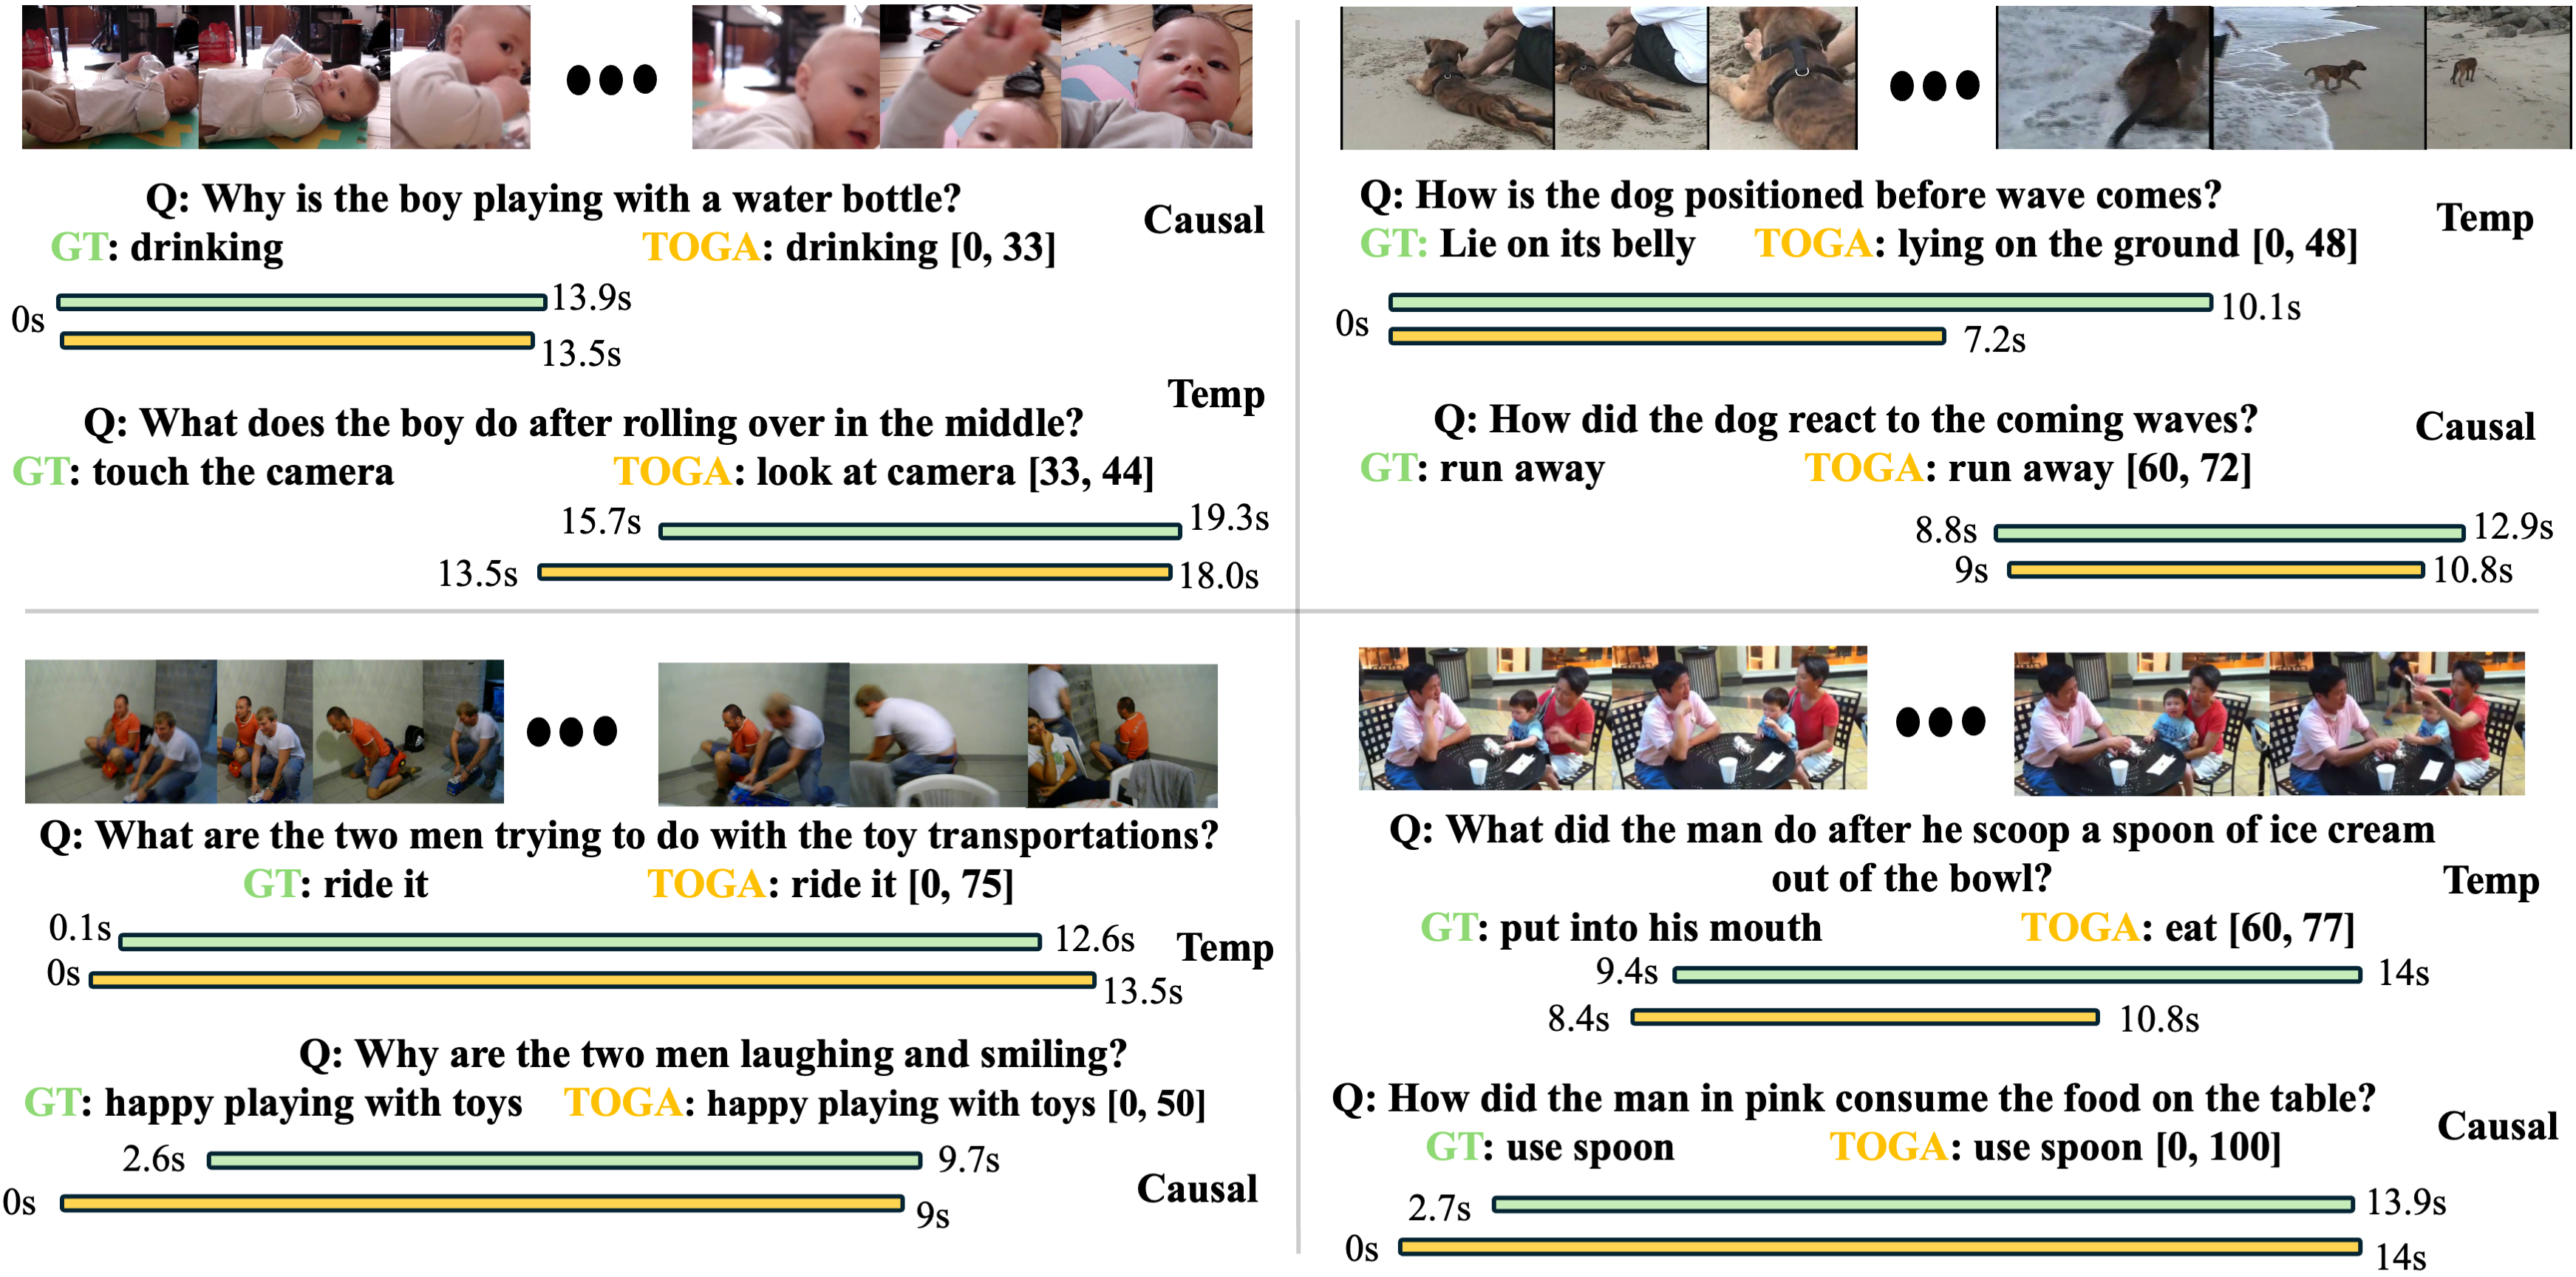 Q: Why is the boy playing with a water bottle?
Causal
GT: drinking TOGA: drinking [0, 33]
13.9s
0s
13.5s
Temp
Q: What does the boy do after rolling over in the middle?
GT: touch the camera TOGA: look at camera [33, 44]
15.7s 19.3s
13.5s 18.0s
Q: How is the dog positioned before wave comes?
Temp
GT: Lie on its belly TOGA: lying on the ground [0, 48]
10.1s
0s
7.2s
Q: How did the dog react to the coming waves?
Causal
GT: run away TOGA: run away [60, 72]
8.8s 12.9s
9s 10.8s
Q: What are the two men trying to do with the toy transportations?
GT: ride it TOGA: ride it [0, 75]
0.1s 12.6s
Temp
0s 13.5s
Q: Why are the two men laughing and smiling?
GT: happy playing with toys TOGA: happy playing with toys [0, 50]
2.6s 9.7s
Causal
0s 9s
Q: What did the man do after he scoop a spoon of ice cream
out of the bowl?
Temp
GT: put into his mouth TOGA: eat [60, 77]
9.4s 14s
8.4s 10.8s
Q: How did the man in pink consume the food on the table?
Causal
GT: use spoon TOGA: use spoon [0, 100]
2.7s 13.9s
0s 14s